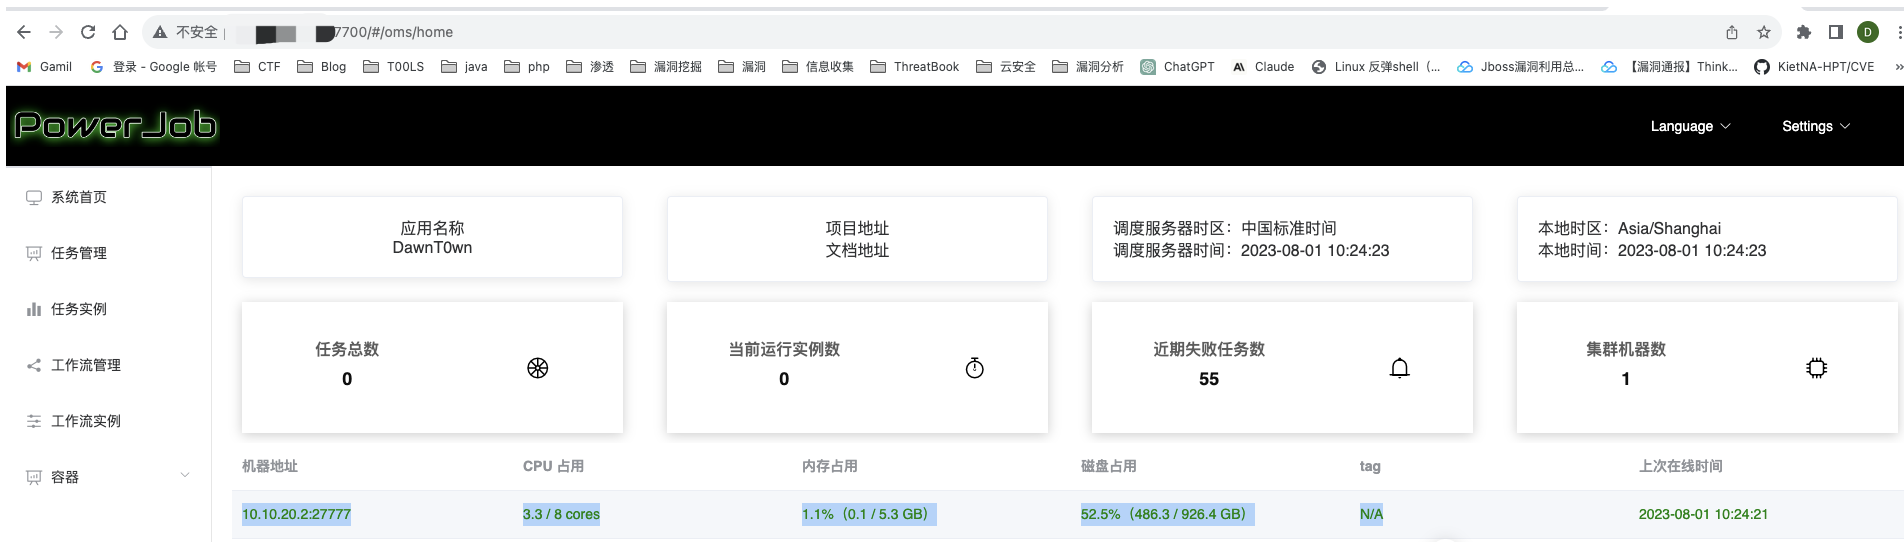 不安全 | 7700/#/oms/home
D
Gamil 登录 - Google 帐号 CTF Blog T00LS java php 渗透 漏洞挖掘 漏洞 信息收集 ThreatBook 云安全 漏洞分析 ChatGPT Claude Linux 反弹shell（... Jboss漏洞利用总... 【漏洞通报】Think... KietNA-HPT/CVE »
PowerJob
Language Settings
系统首页
任务管理
任务实例
工作流管理
工作流实例
容器
应用名称
DawnT0wn
项目地址
文档地址
调度服务器时区：中国标准时间
调度服务器时间：2023-08-01 10:24:23
本地时区：Asia/Shanghai
本地时间：2023-08-01 10:24:23
任务总数
0
当前运行实例数
0
近期失败任务数
55
集群机器数
1
机器地址 CPU 占用 内存占用 磁盘占用 tag 上次在线时间
10.10.20.2:27777 3.3 / 8 cores 1.1%（0.1 / 5.3 GB） 52.5%（486.3 / 926.4 GB） N/A 2023-08-01 10:24:21